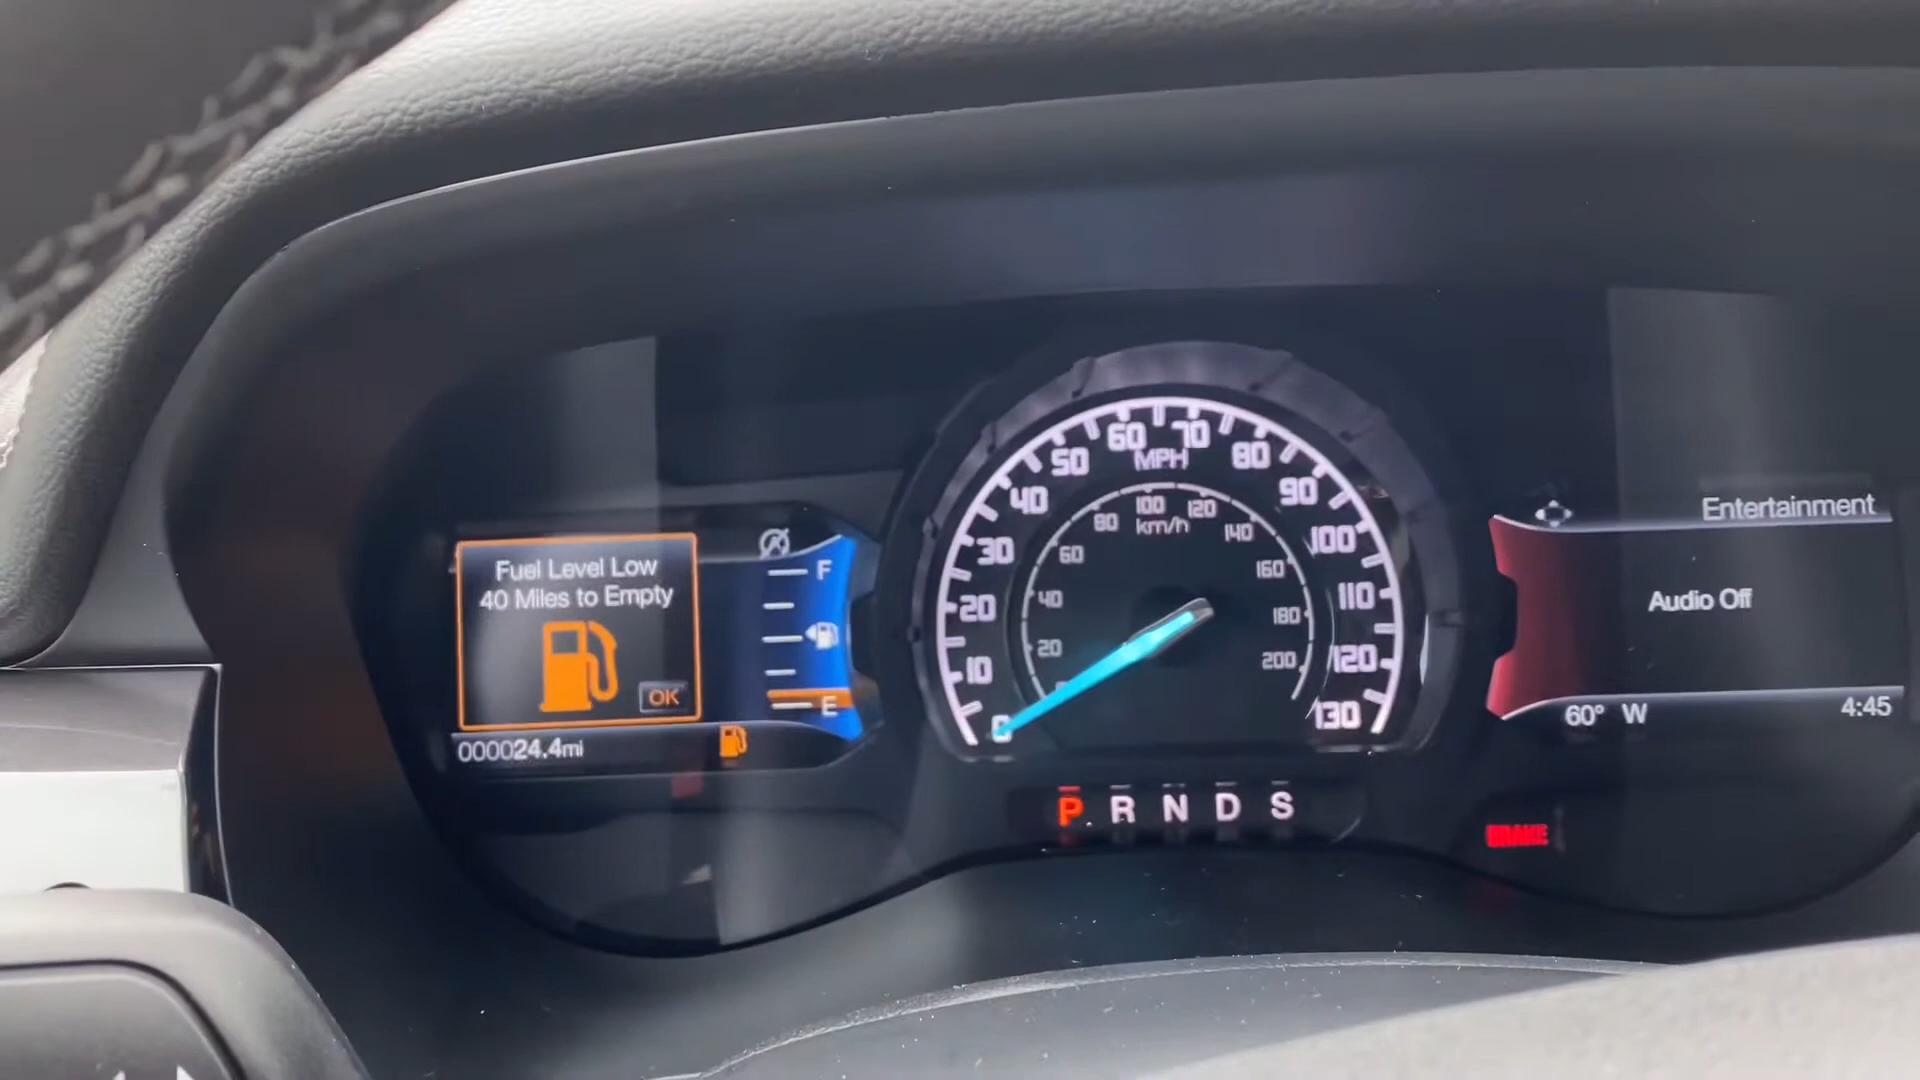 Fuel Level Low
40 Miles to Empty
OK
F
E
000024.4mi
0
10
20
30
40
50
60
70
80
90
100
110
120
130
MPH
20
40
60
80
100
120
140
160
180
200
km/h
P R N D S
Entertainment
Audio Off
60° W
4:45
BRAKE